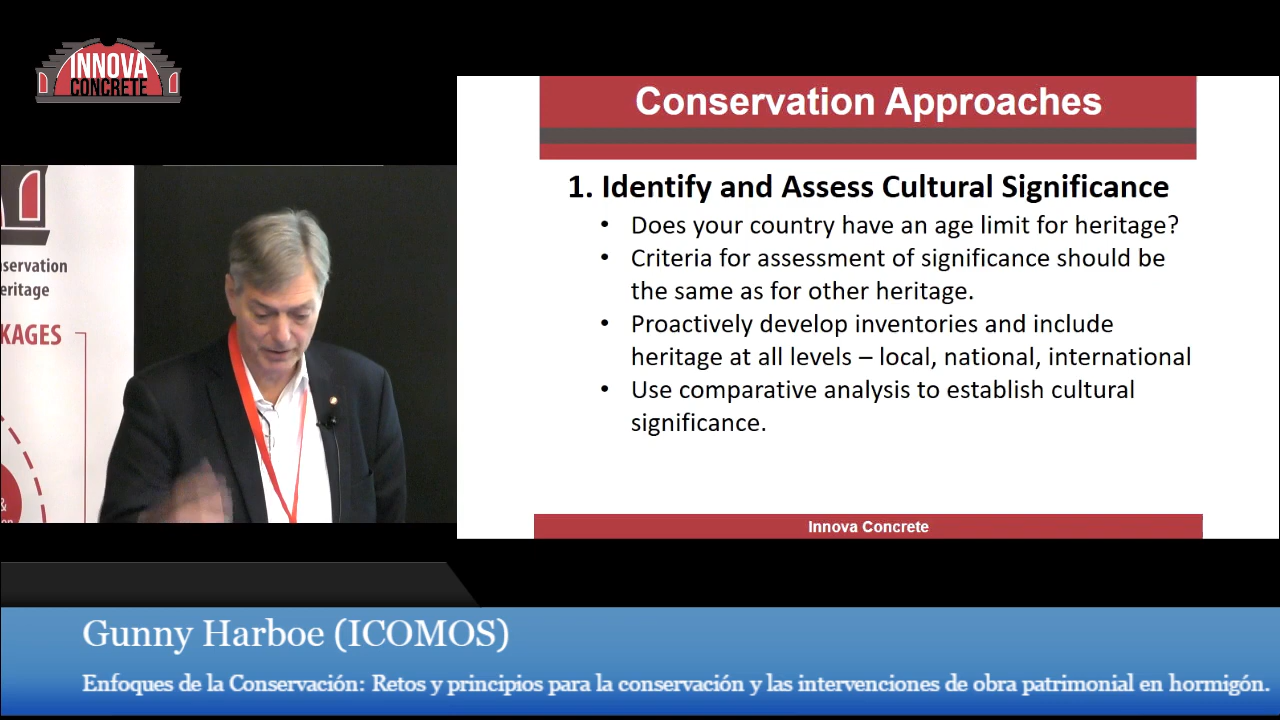 INNOVA
CONCRETE
nservation
eritage
KAGES
&
Conservation Approaches
1. Identify and Assess Cultural Significance
• Does your country have an age limit for heritage?
• Criteria for assessment of significance should be
the same as for other heritage.
• Proactively develop inventories and include
heritage at all levels – local, national, international
• Use comparative analysis to establish cultural
significance.
Innova Concrete
Gunny Harboe (ICOMOS)
Enfoques de la Conservación: Retos y principios para la conservación y las intervenciones de obra patrimonial en hormigón.